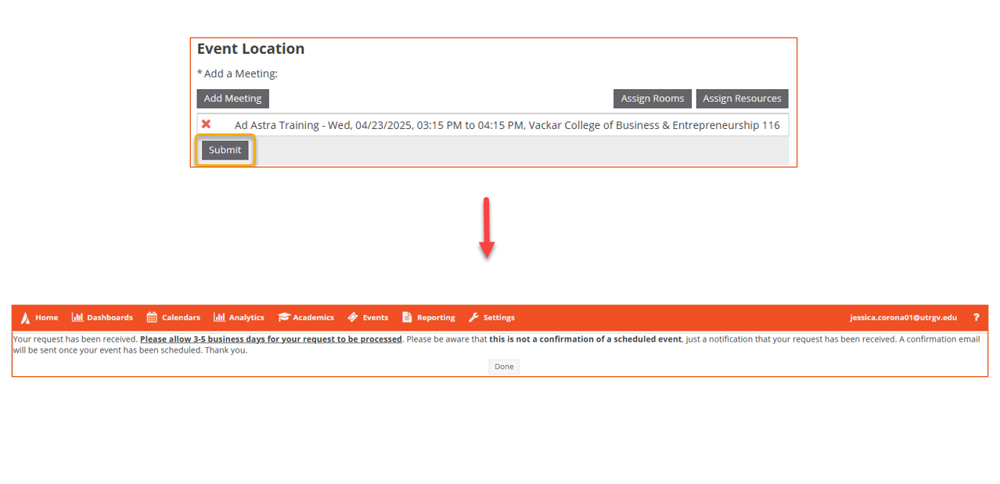 Event Location
* Add a Meeting:
Add Meeting
Assign Rooms
Assign Resources
Ad Astra Training - Wed, 04/23/2025, 03:15 PM to 04:15 PM, Vackar College of Business & Entrepreneurship 116
Submit
Home Dashboards Calendars Analytics Academics Events Reporting Settings jessica.corona01@utrgv.edu ?
Your request has been received. Please allow 3-5 business days for your request to be processed. Please be aware that this is not a confirmation of a scheduled event, just a notification that your request has been received. A confirmation email
will be sent once your event has been scheduled. Thank you.
Done